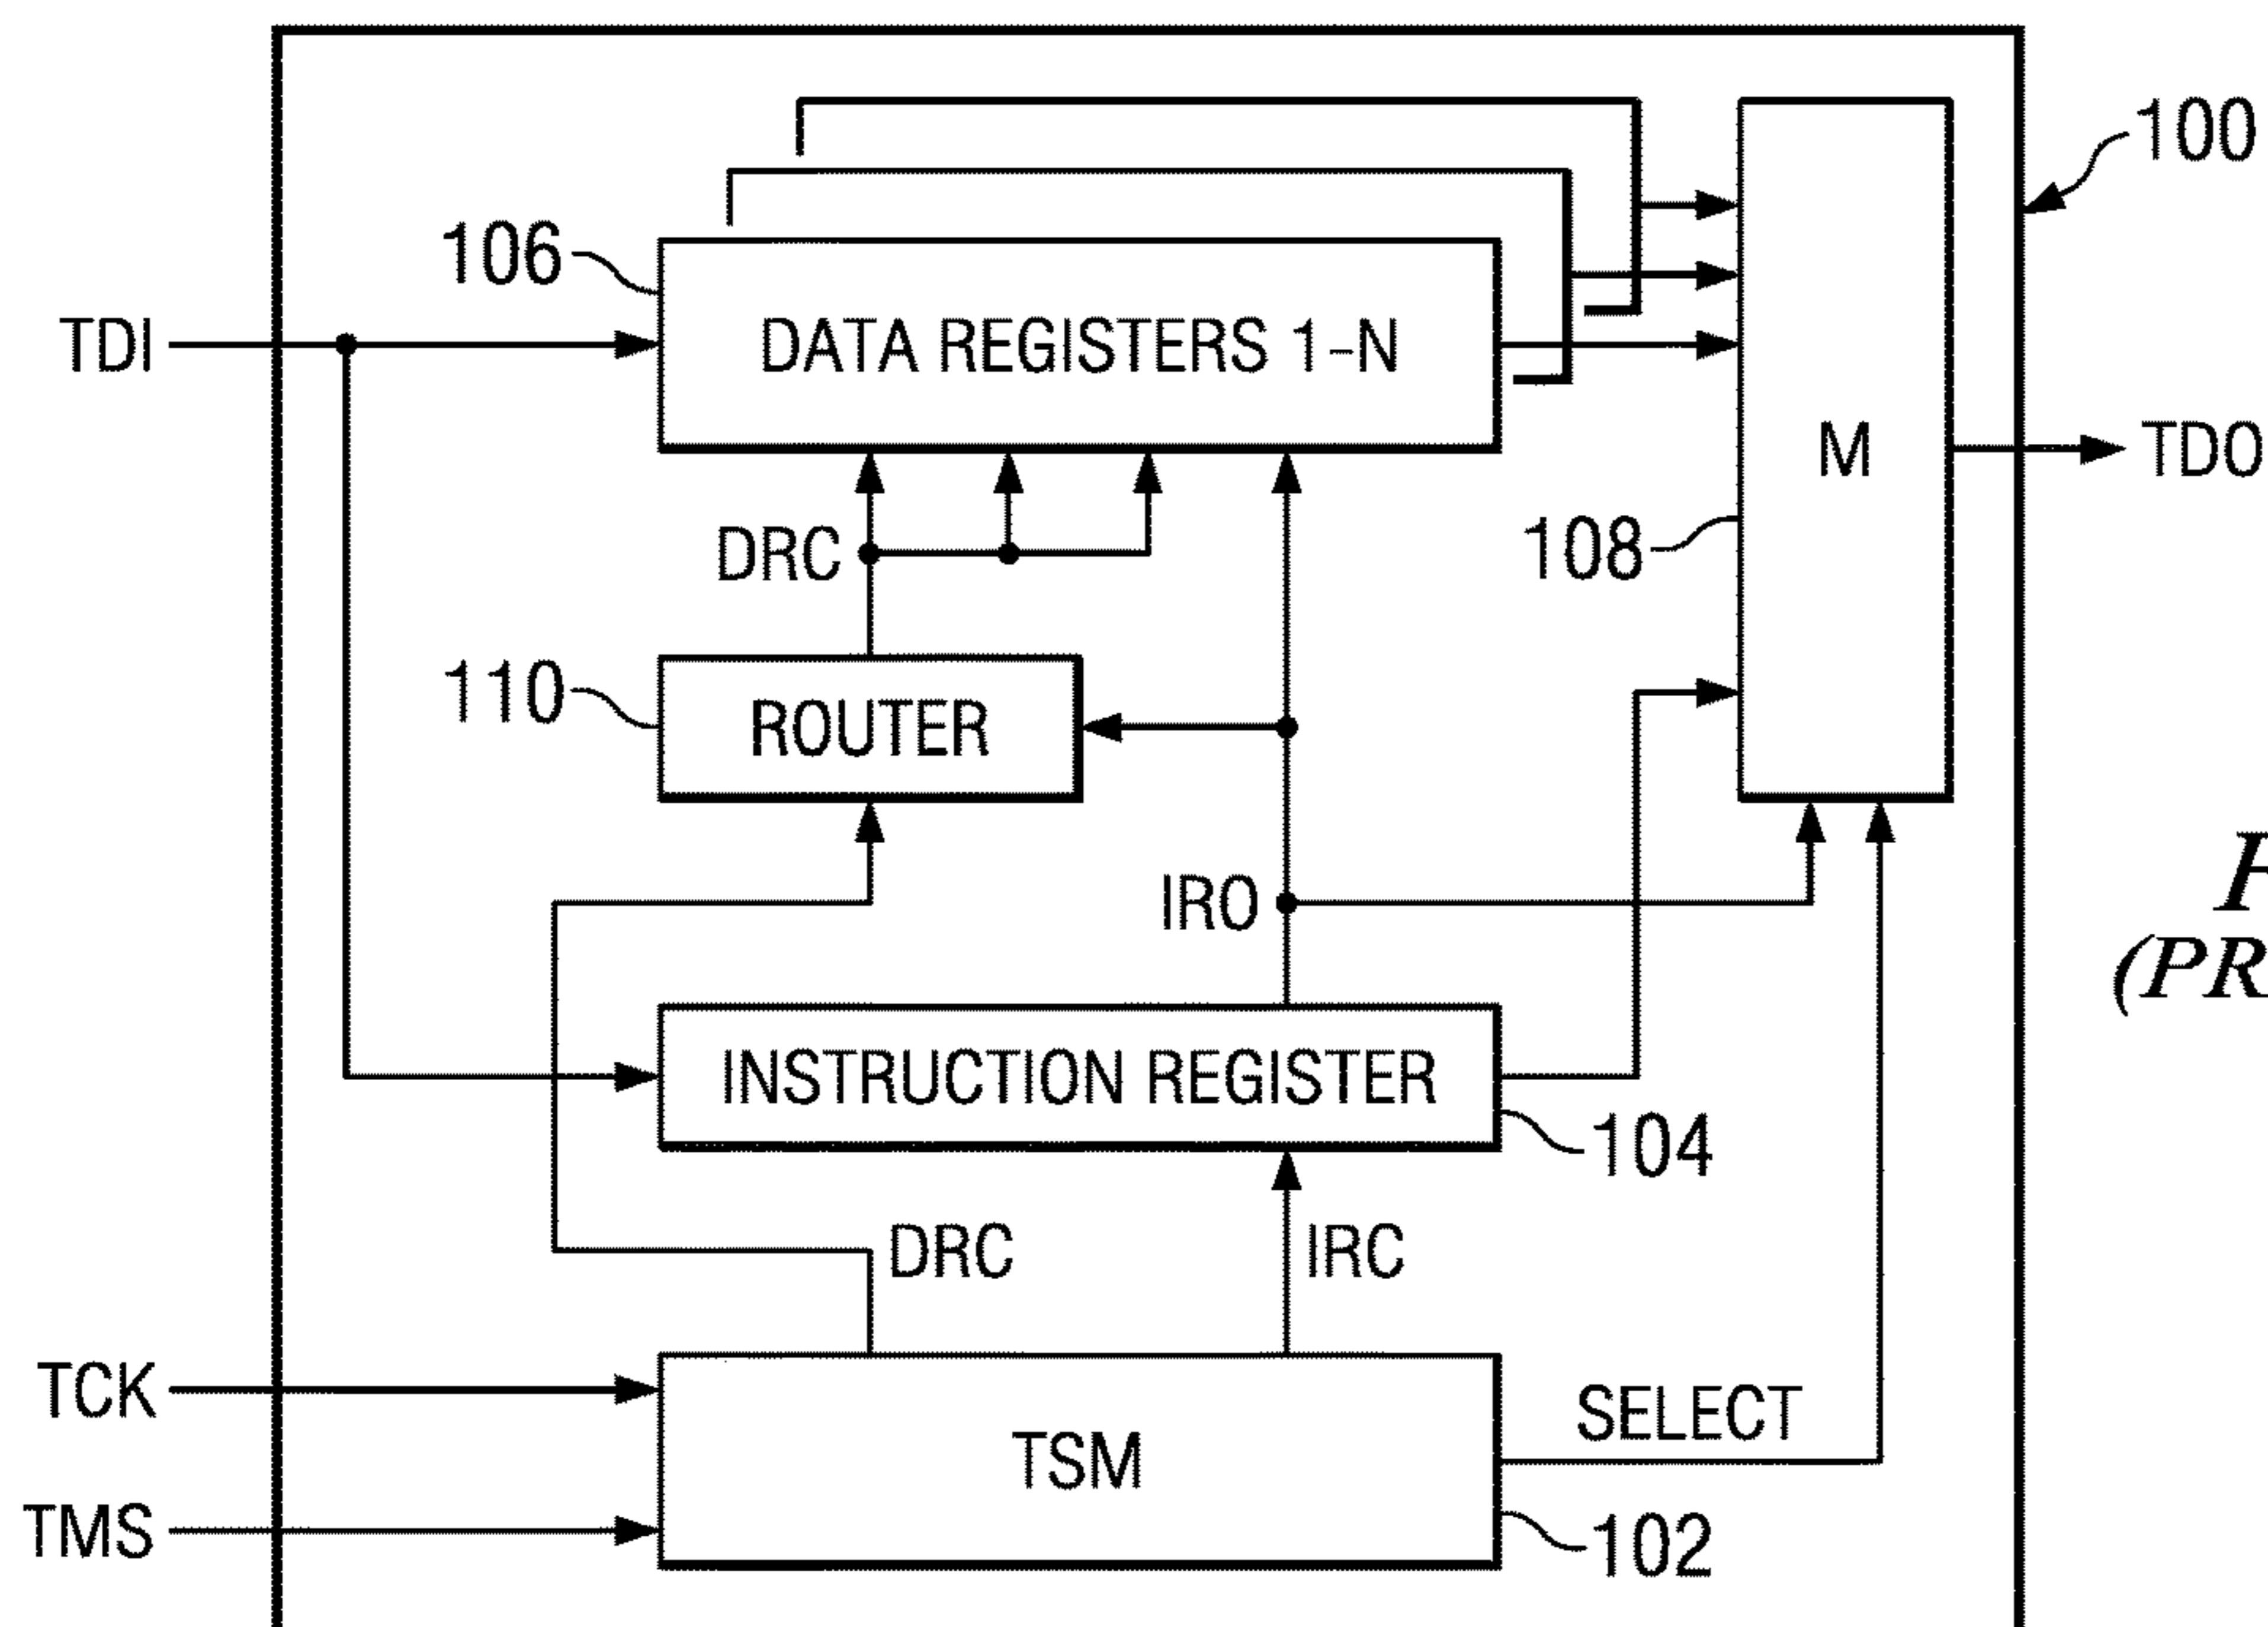 100
106
TDI
DATA REGISTERS 1-N
M
TDO
DRC
108
110
ROUTER
IRO
(PR
INSTRUCTION REGISTER
104
DRC
IRC
TCK
SELECT
TSM
TMS
102